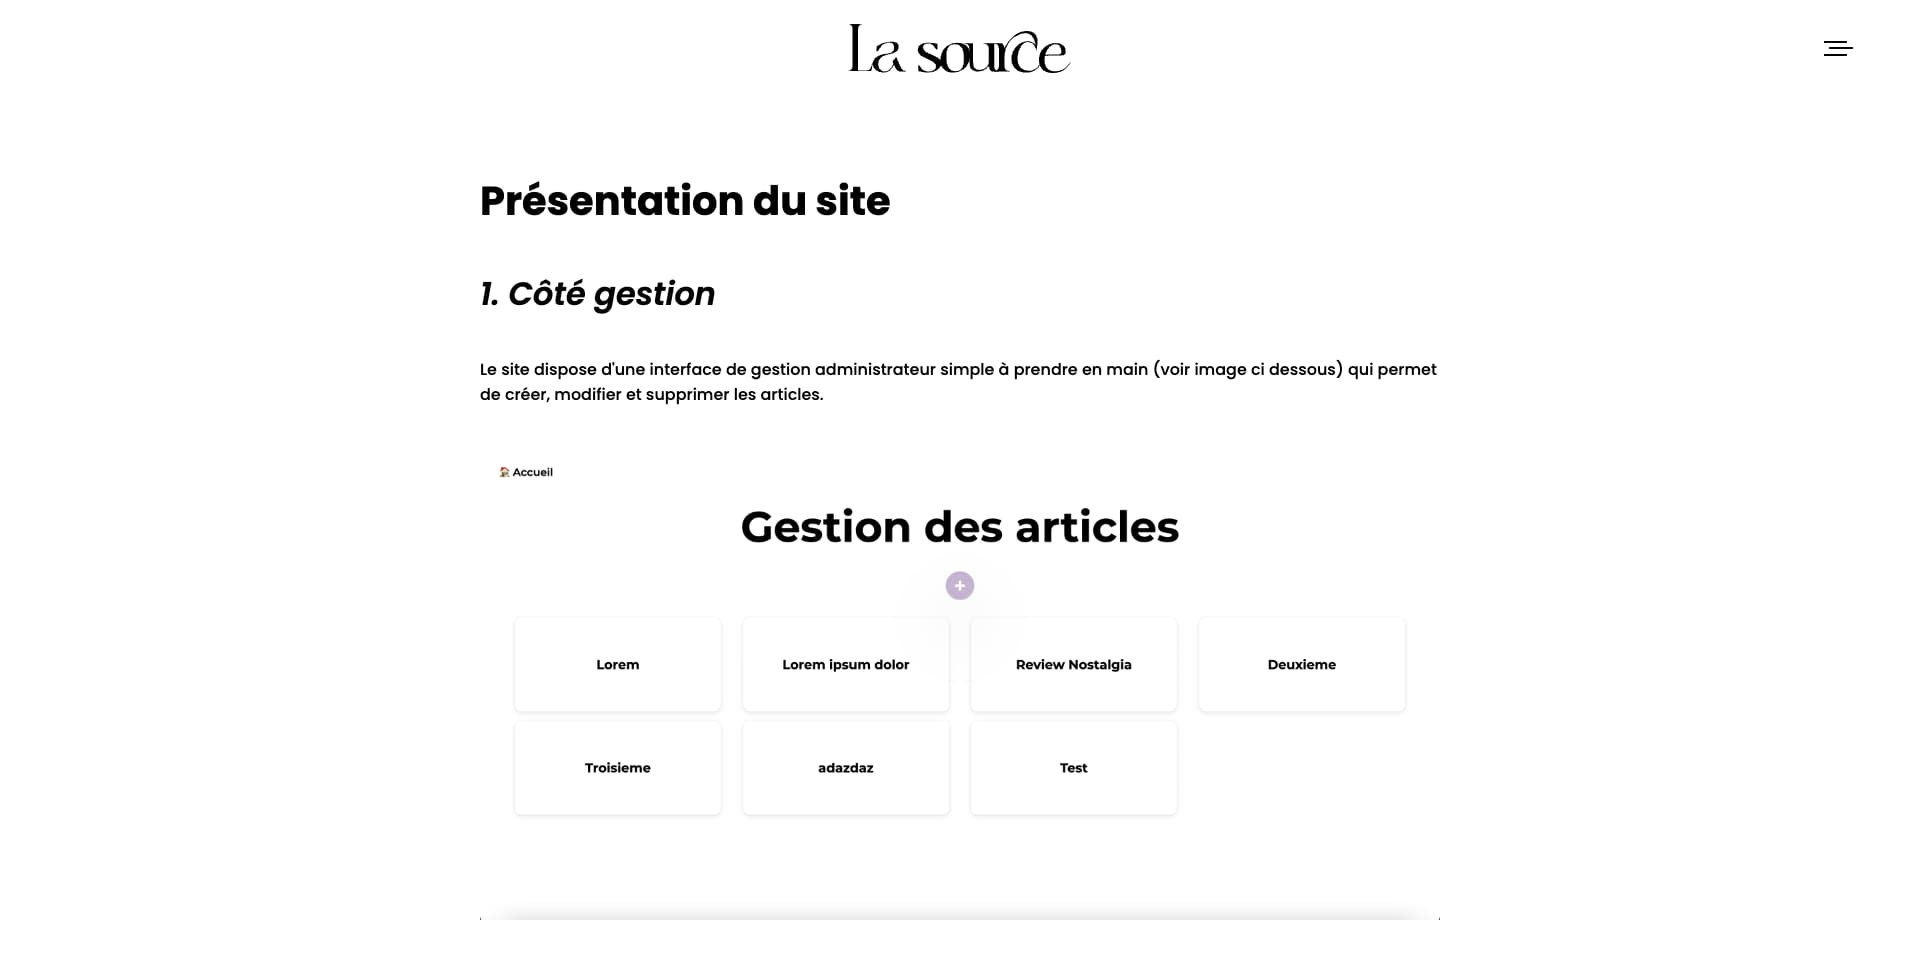 La source
Présentation du site
1. Côté gestion
Le site dispose d'une interface de gestion administrateur simple à prendre en main (voir image ci dessous) qui permet
de créer, modifier et supprimer les articles.
Accueil
Gestion des articles
+
Lorem
Lorem ipsum dolor
Review Nostalgia
Deuxieme
Troisieme
adazdaz
Test